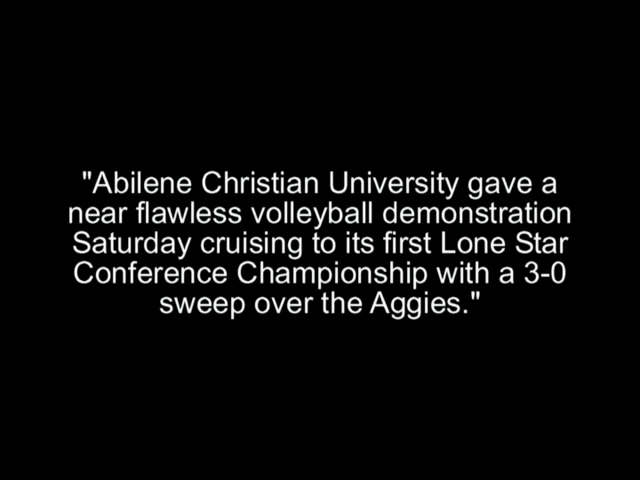 "Abilene Christian University gave a
near flawless volleyball demonstration
Saturday cruising to its first Lone Star
Conference Championship with a 3-0
sweep over the Aggies."